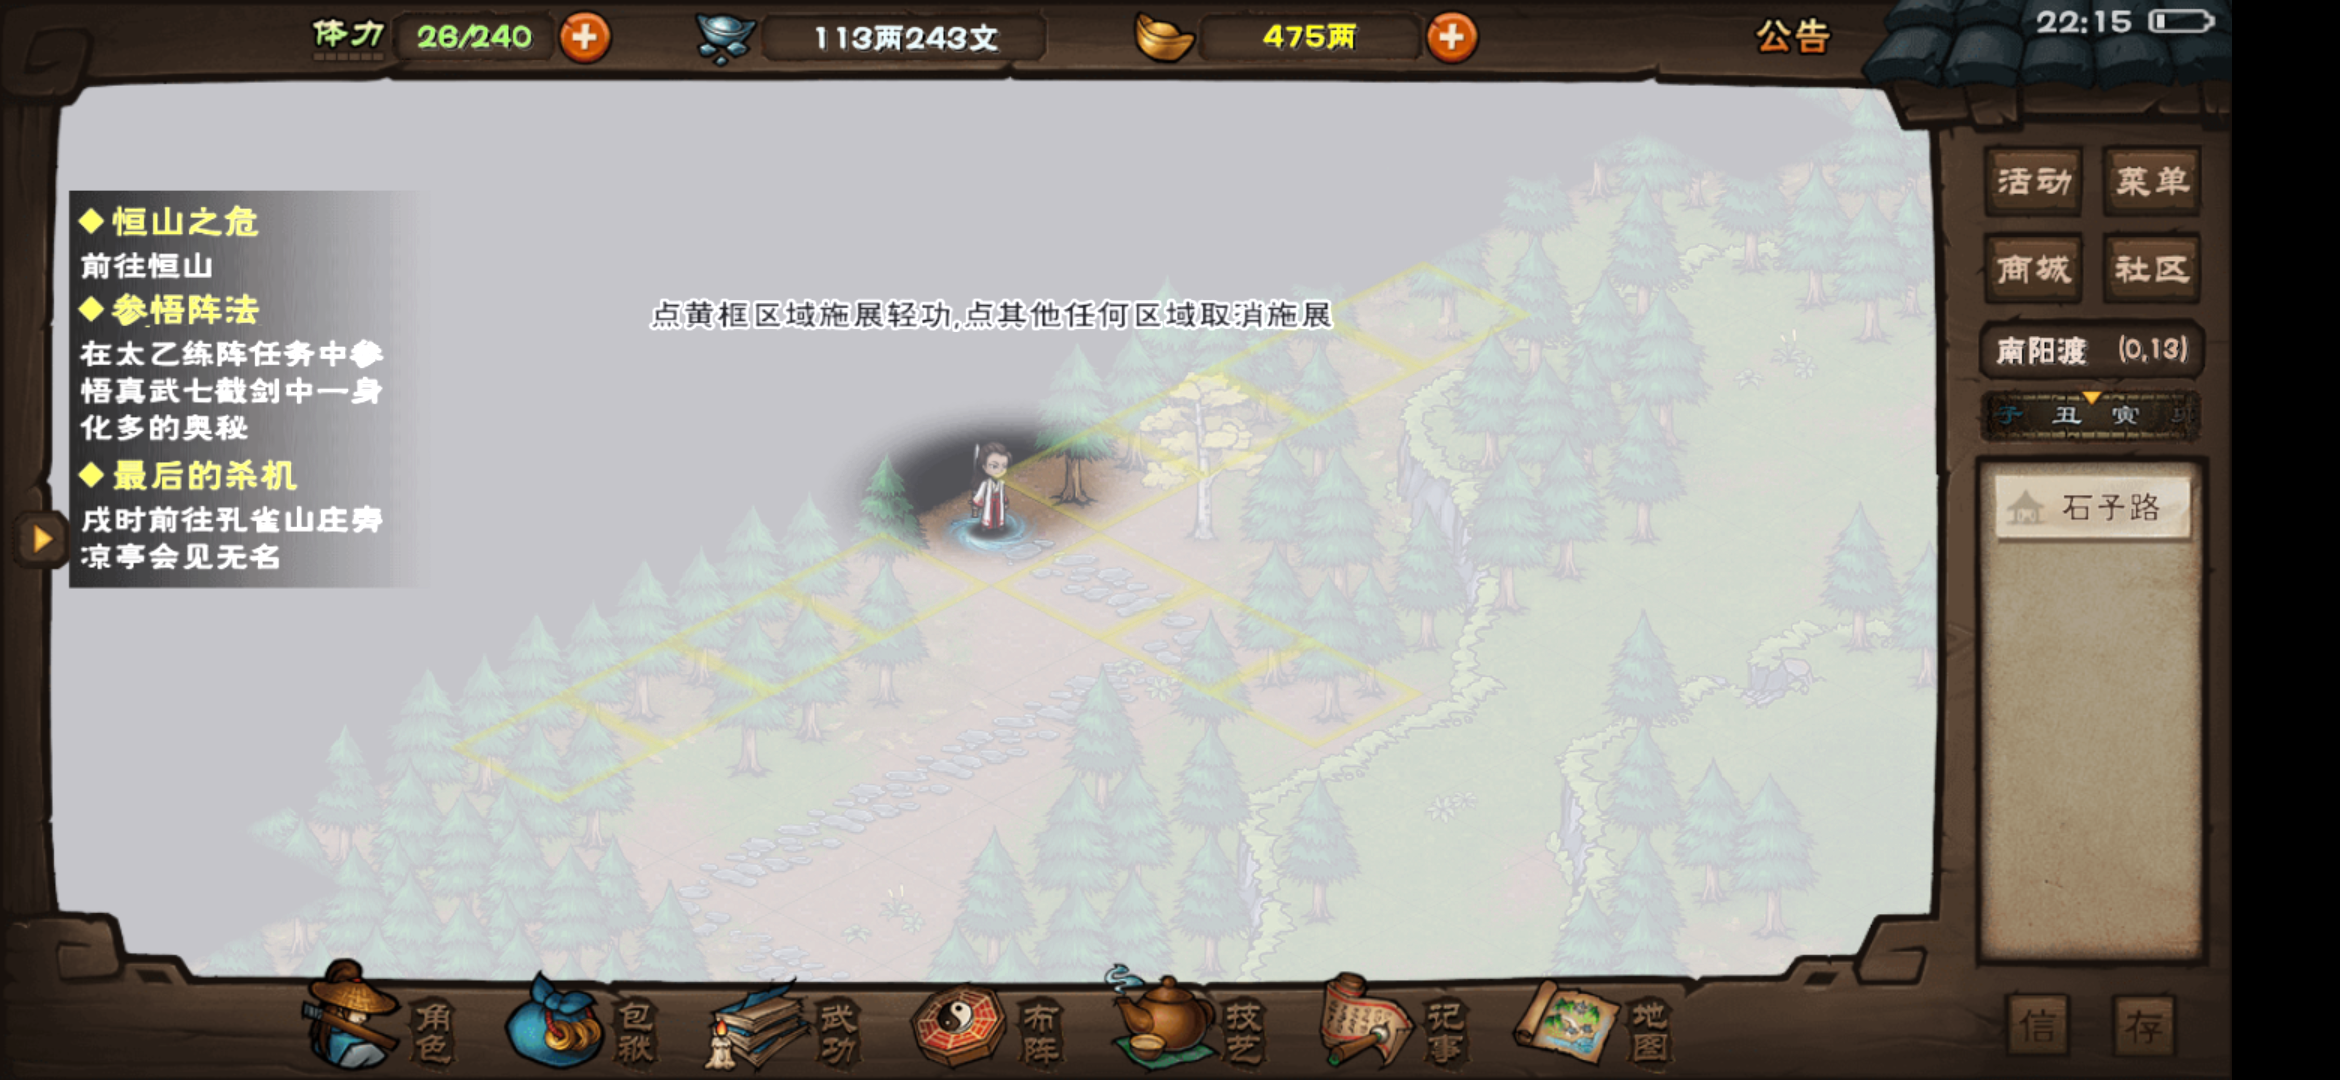 体力 26/240 113两243文 475两 公告 22:15
活动 菜单
恒山之危
前往恒山
商城 社区
参悟阵法
点黄框区域施展轻功,点其他任何区域取消施展
在太乙练阵任务中参
南阳渡 (0,13)
悟真武七截剑中一身
子 丑 寅
化多的奥秘
最后的杀机
石子路
戌时前往孔雀山庄旁
凉亭会见无名
角色 包袱 武功 布阵 技艺 记事 地图 信 存